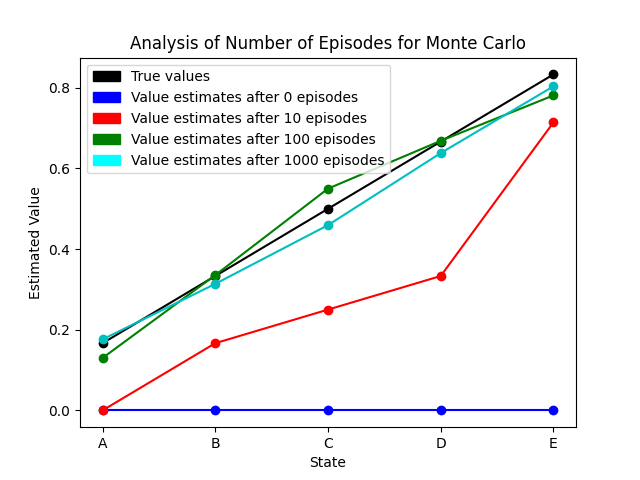 Analysis of Number of Episodes for Monte Carlo
True values
Value estimates after 0 episodes
Value estimates after 10 episodes
Value estimates after 100 episodes
Value estimates after 1000 episodes
Estimated Value
0.8
0.6
0.4
0.2
0.0
A B C D E
State